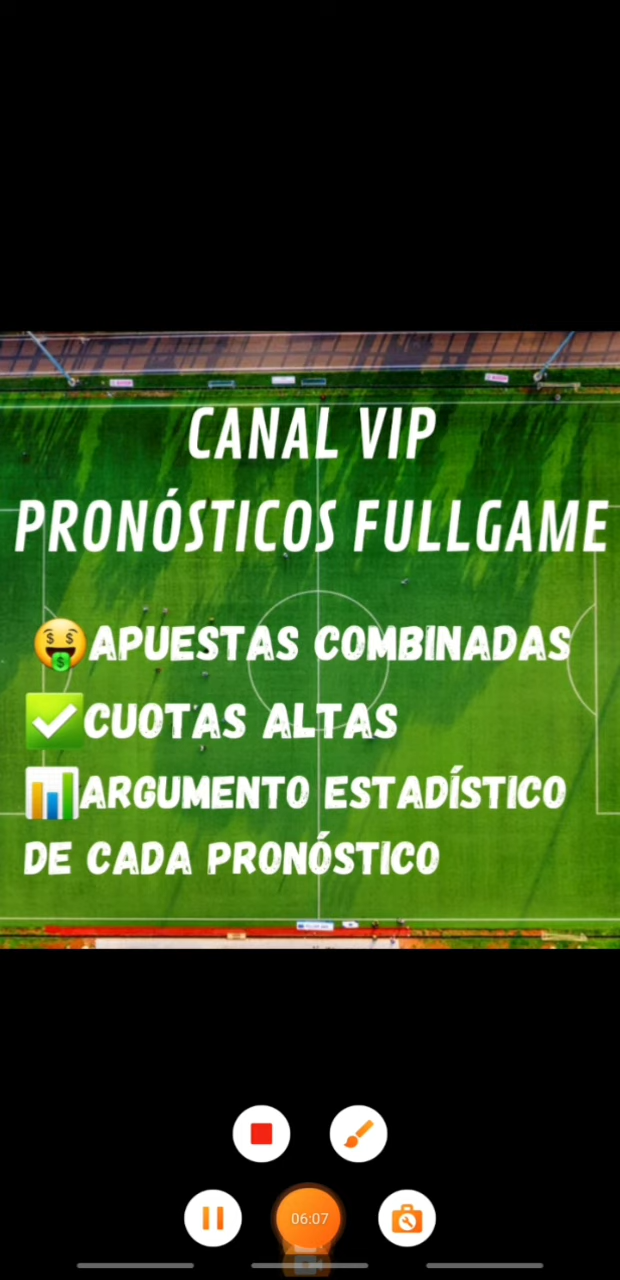 CANAL VIP
PRONÓSTICOS FULLGAME
🤑APUESTAS COMBINADAS
✅CUOTAS ALTAS
📊ARGUMENTO ESTADÍSTICO
DE CADA PRONÓSTICO
06:07